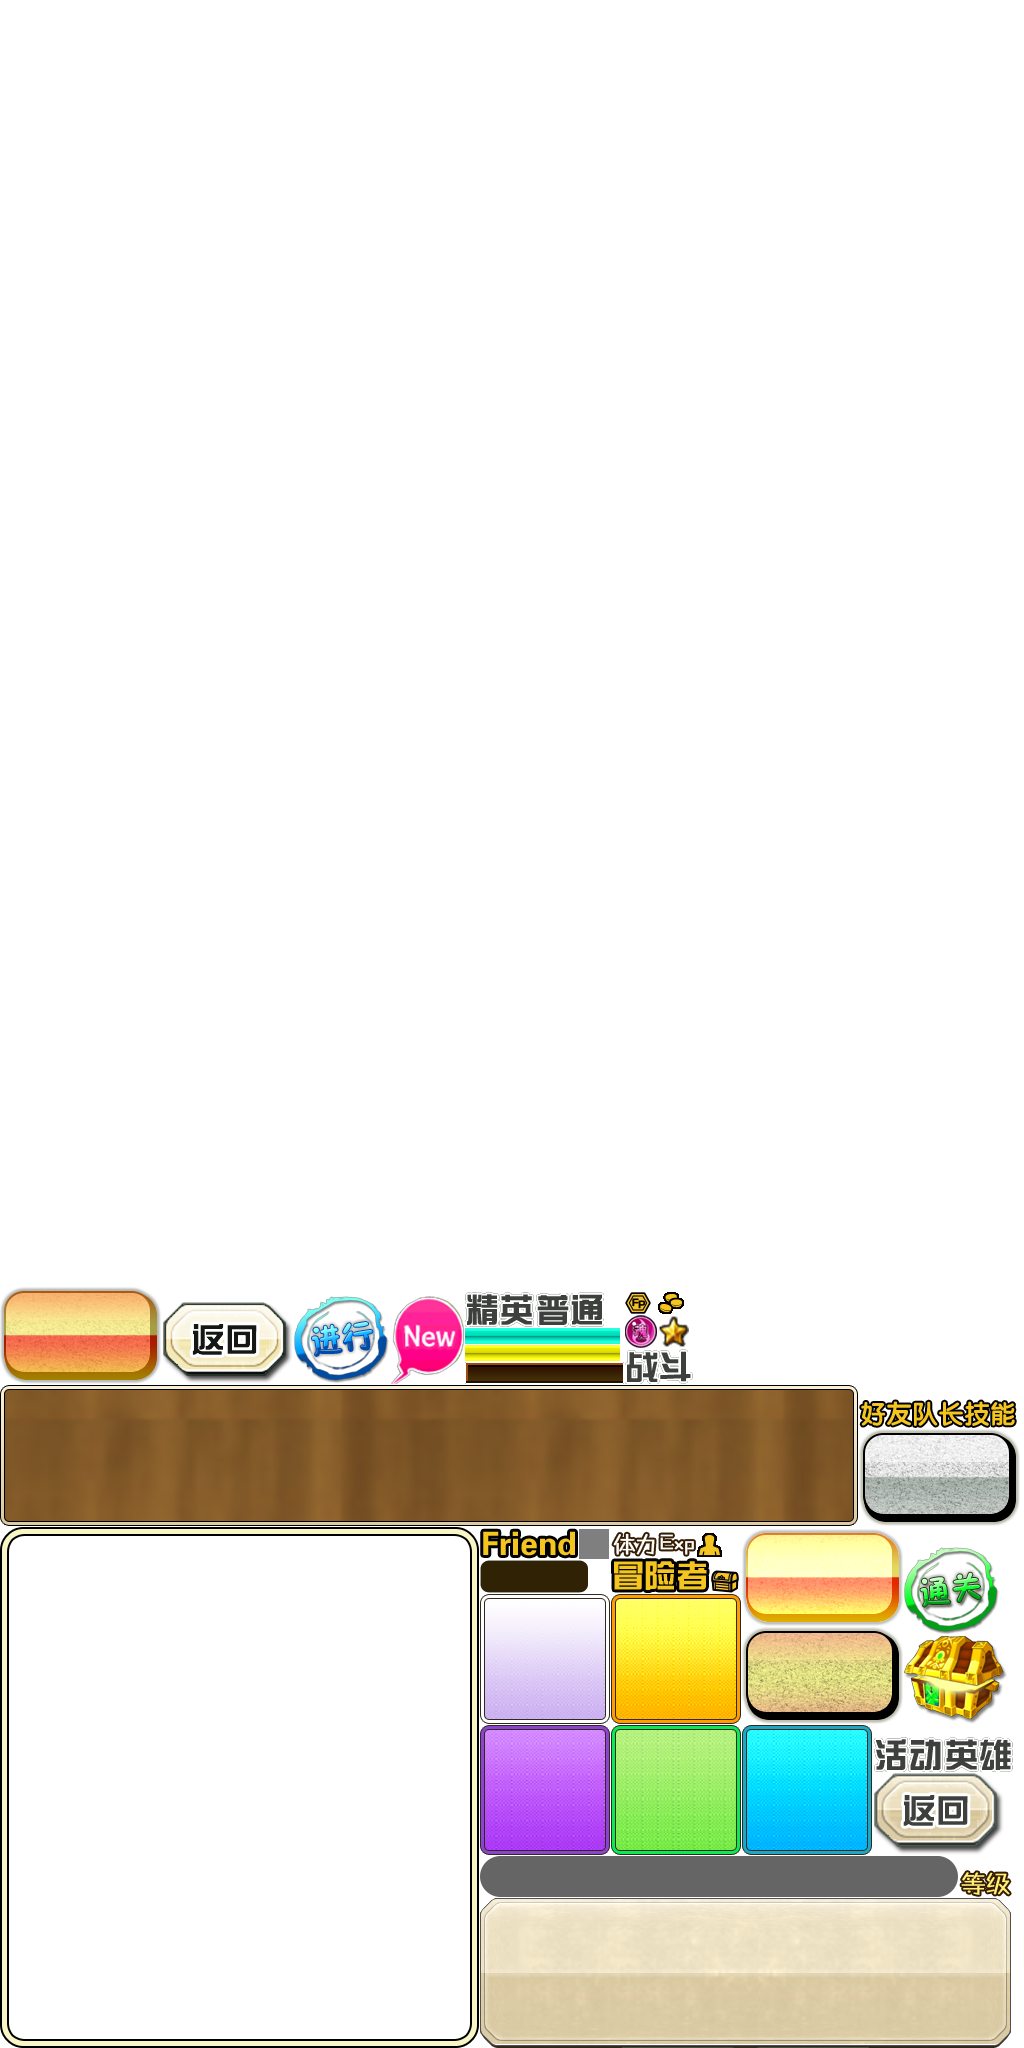 返回
进行
New
精英 普通
FP
战斗
好友队长技能
Friend
体力 Exp
冒险者
通关
活动英雄
返回
等级